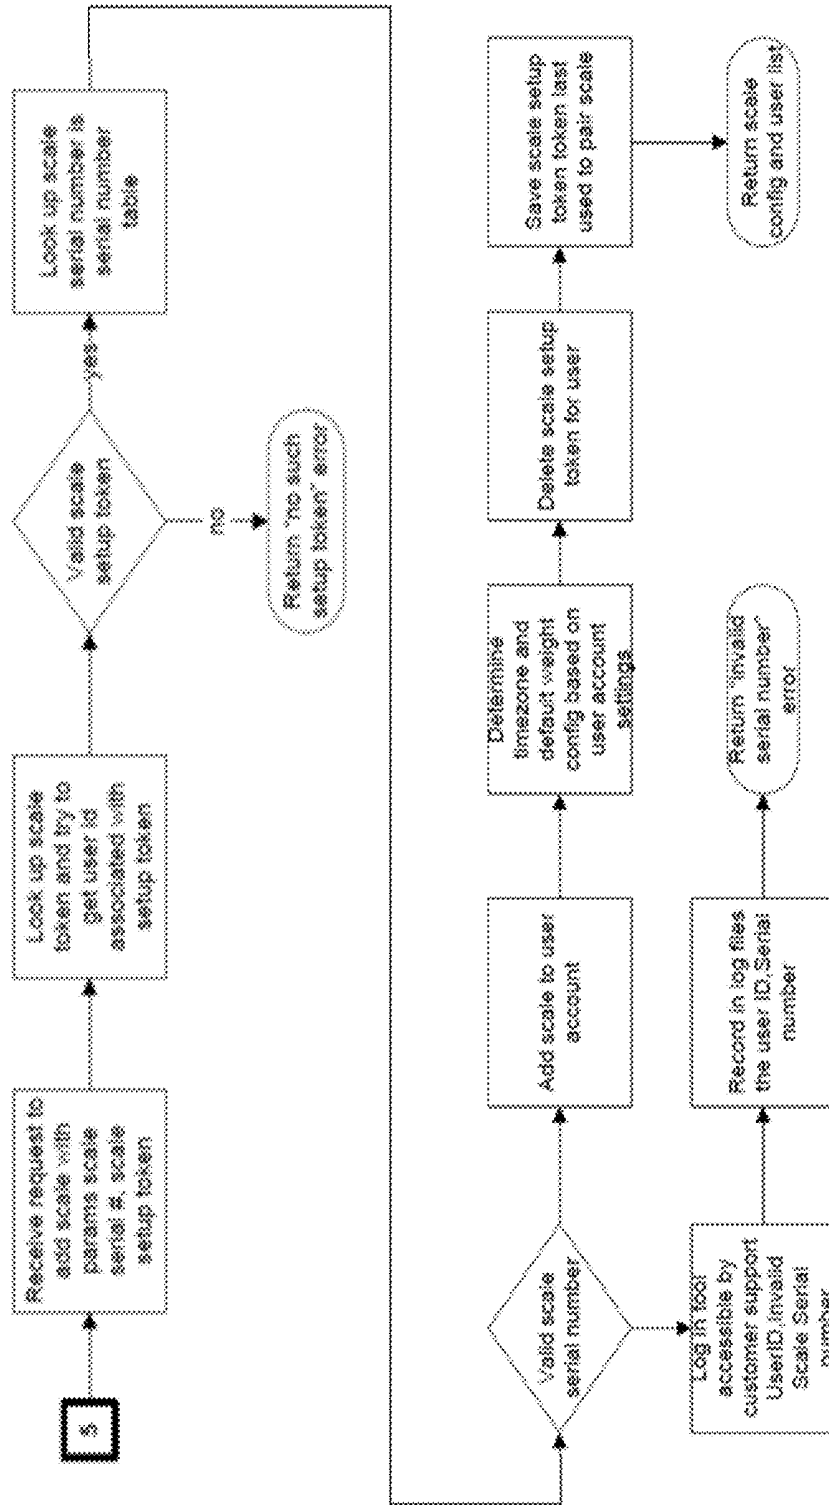 5
Receive request to
add scale with
params scale
serial #, scale
setup token
Look up scale
token and try to
get user id
associated with
setup token
Valid scale
setup token
yes
no
Look up scale
serial number is
serial number
table
Return "no such
setup token" error
Valid scale
serial number
Add scale to user
account
Determine
timezone and
default weight
config based on
user account
settings
Delete scale setup
token for user
Save scale setup
token token last
used to pair scale
Return scale
config and user list
Log in tool
accessible by
customer support
UserID,Invalid
Scale Serial
number
Record in log files
the user ID,Serial
number
Return "invalid
serial number"
error